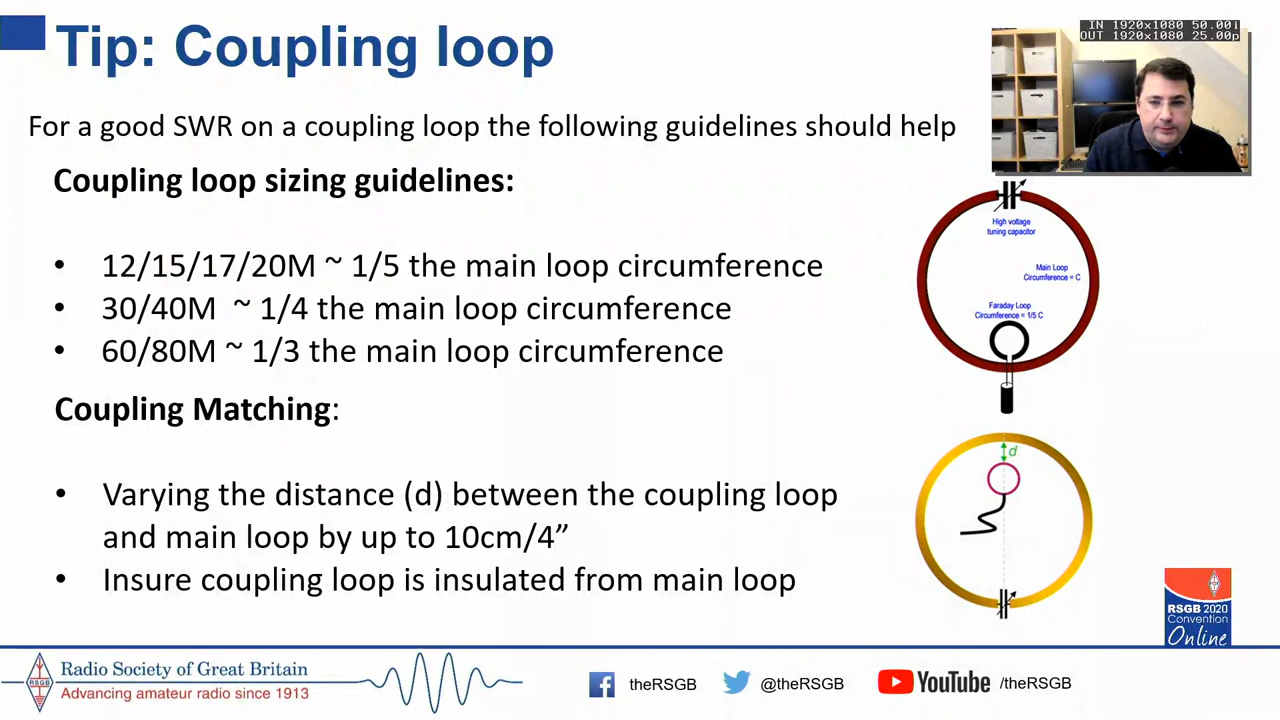 IN 1920x1080 50.00i
OUT 1920x1080 25.00p
Tip: Coupling loop
For a good SWR on a coupling loop the following guidelines should help
Coupling loop sizing guidelines:
• 12/15/17/20M ~ 1/5 the main loop circumference
• 30/40M ~ 1/4 the main loop circumference
• 60/80M ~ 1/3 the main loop circumference
Coupling Matching:
• Varying the distance (d) between the coupling loop
and main loop by up to 10cm/4”
• Insure coupling loop is insulated from main loop
High voltage
tuning capacitor
Main Loop
Circumference = C
Faraday Loop
Circumference = 1/5 C
d
RSGB 2020
Convention
Online
RSGB
Radio Society of Great Britain
Advancing amateur radio since 1913
theRSGB
@theRSGB
YouTube /theRSGB